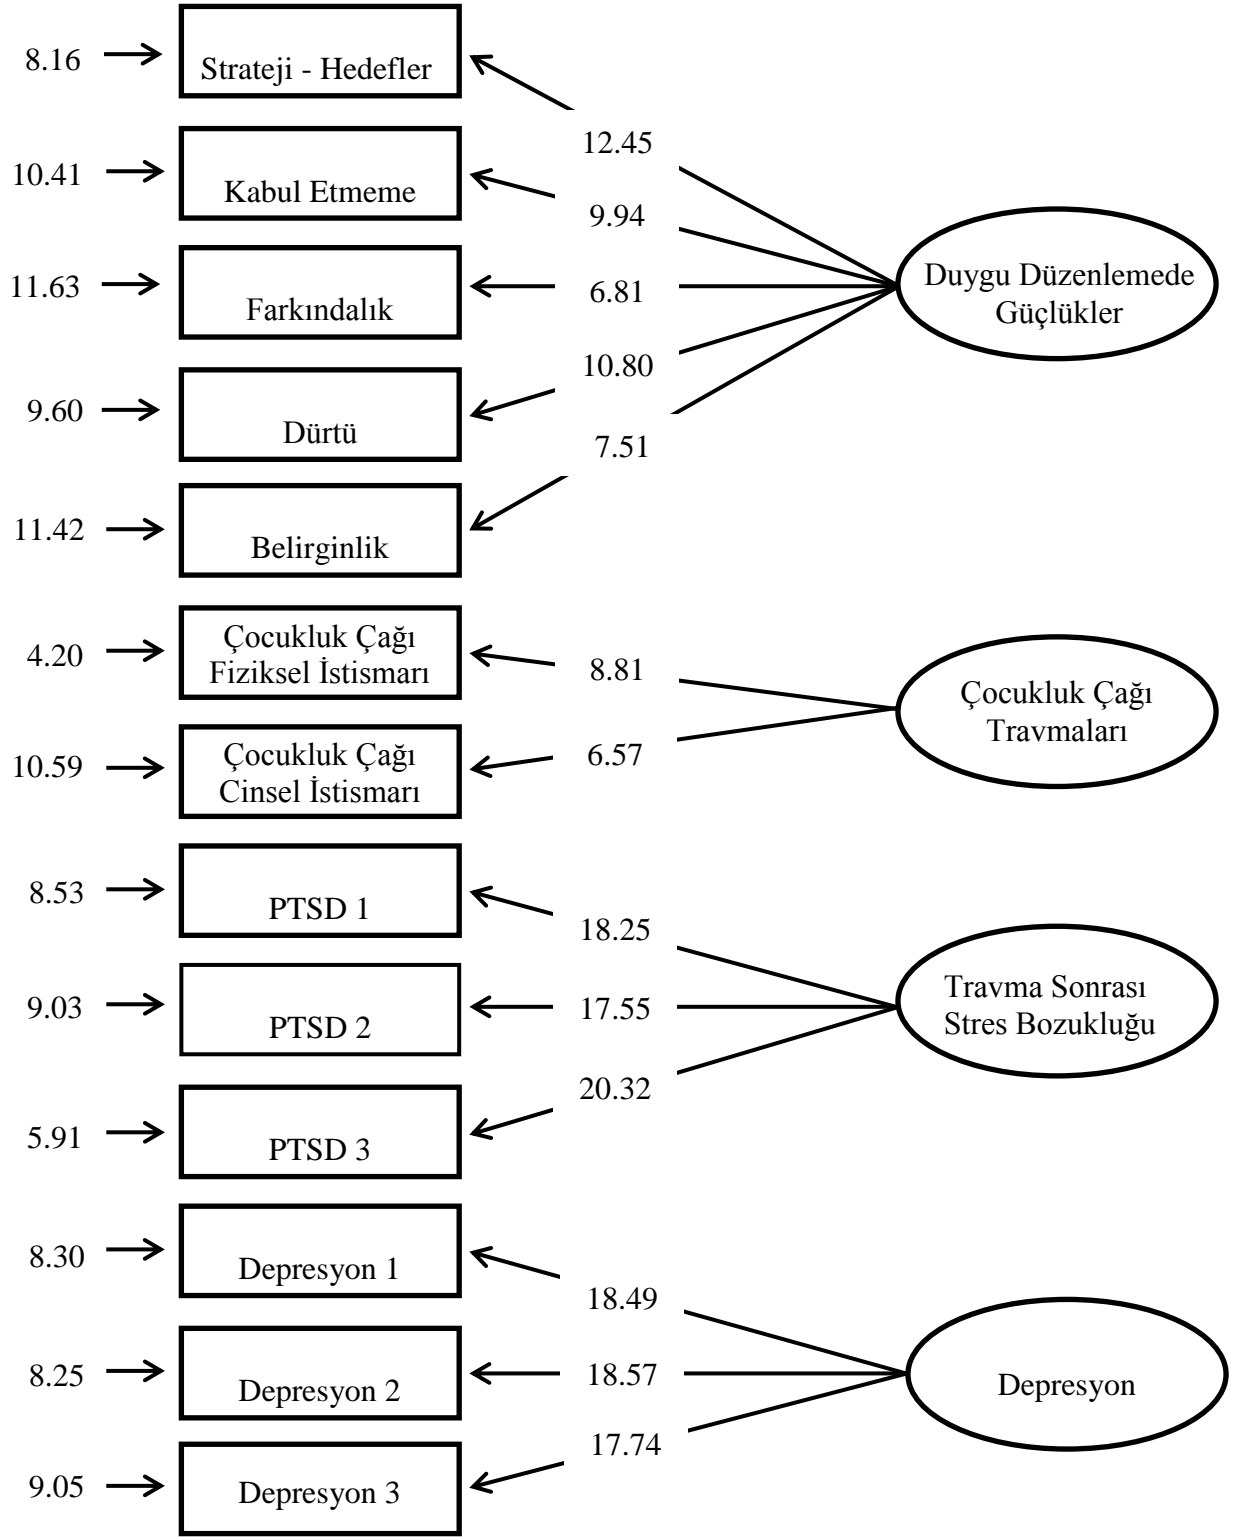 8.16
Strateji - Hedefler
12.45
10.41
Kabul Etmeme
9.94
11.63
Farkındalık
6.81
Duygu Düzenlemede
Güçlükler
9.60
Dürtü
10.80
11.42
Belirginlik
7.51
4.20
Çocukluk Çağı
Fiziksel İstismarı
8.81
10.59
Çocukluk Çağı
Cinsel İstismarı
6.57
Çocukluk Çağı
Travmaları
8.53
PTSD 1
18.25
9.03
PTSD 2
17.55
Travma Sonrası
Stres Bozukluğu
5.91
PTSD 3
20.32
8.30
Depresyon 1
18.49
8.25
Depresyon 2
18.57
Depresyon
9.05
Depresyon 3
17.74